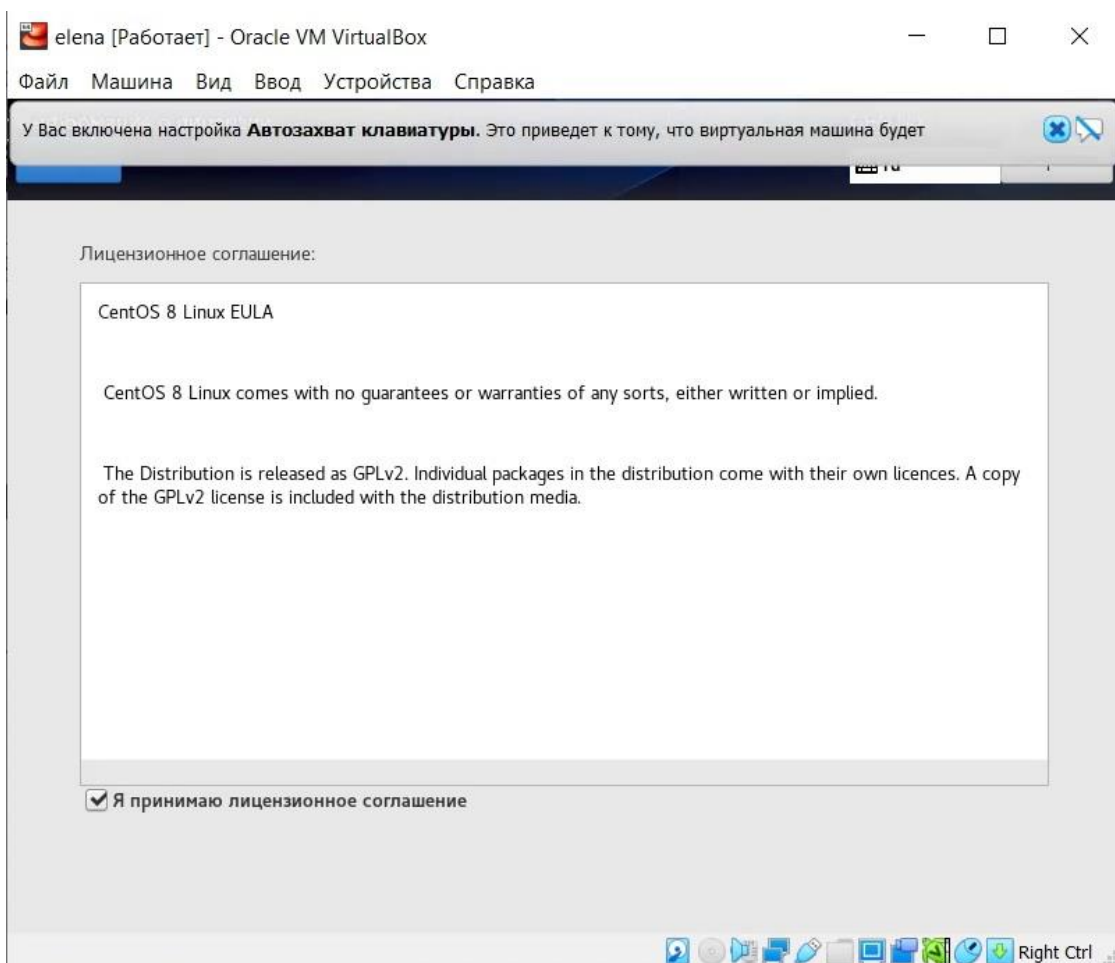 elena [Работает] - Oracle VM VirtualBox
Файл Машина Вид Ввод Устройства Справка
У Вас включена настройка Автозахват клавиатуры. Это приведет к тому, что виртуальная машина будет
ru
Лицензионное соглашение:
CentOS 8 Linux EULA
CentOS 8 Linux comes with no guarantees or warranties of any sorts, either written or implied.
The Distribution is released as GPLv2. Individual packages in the distribution come with their own licences. A copy
of the GPLv2 license is included with the distribution media.
Я принимаю лицензионное соглашение
Right Ctrl